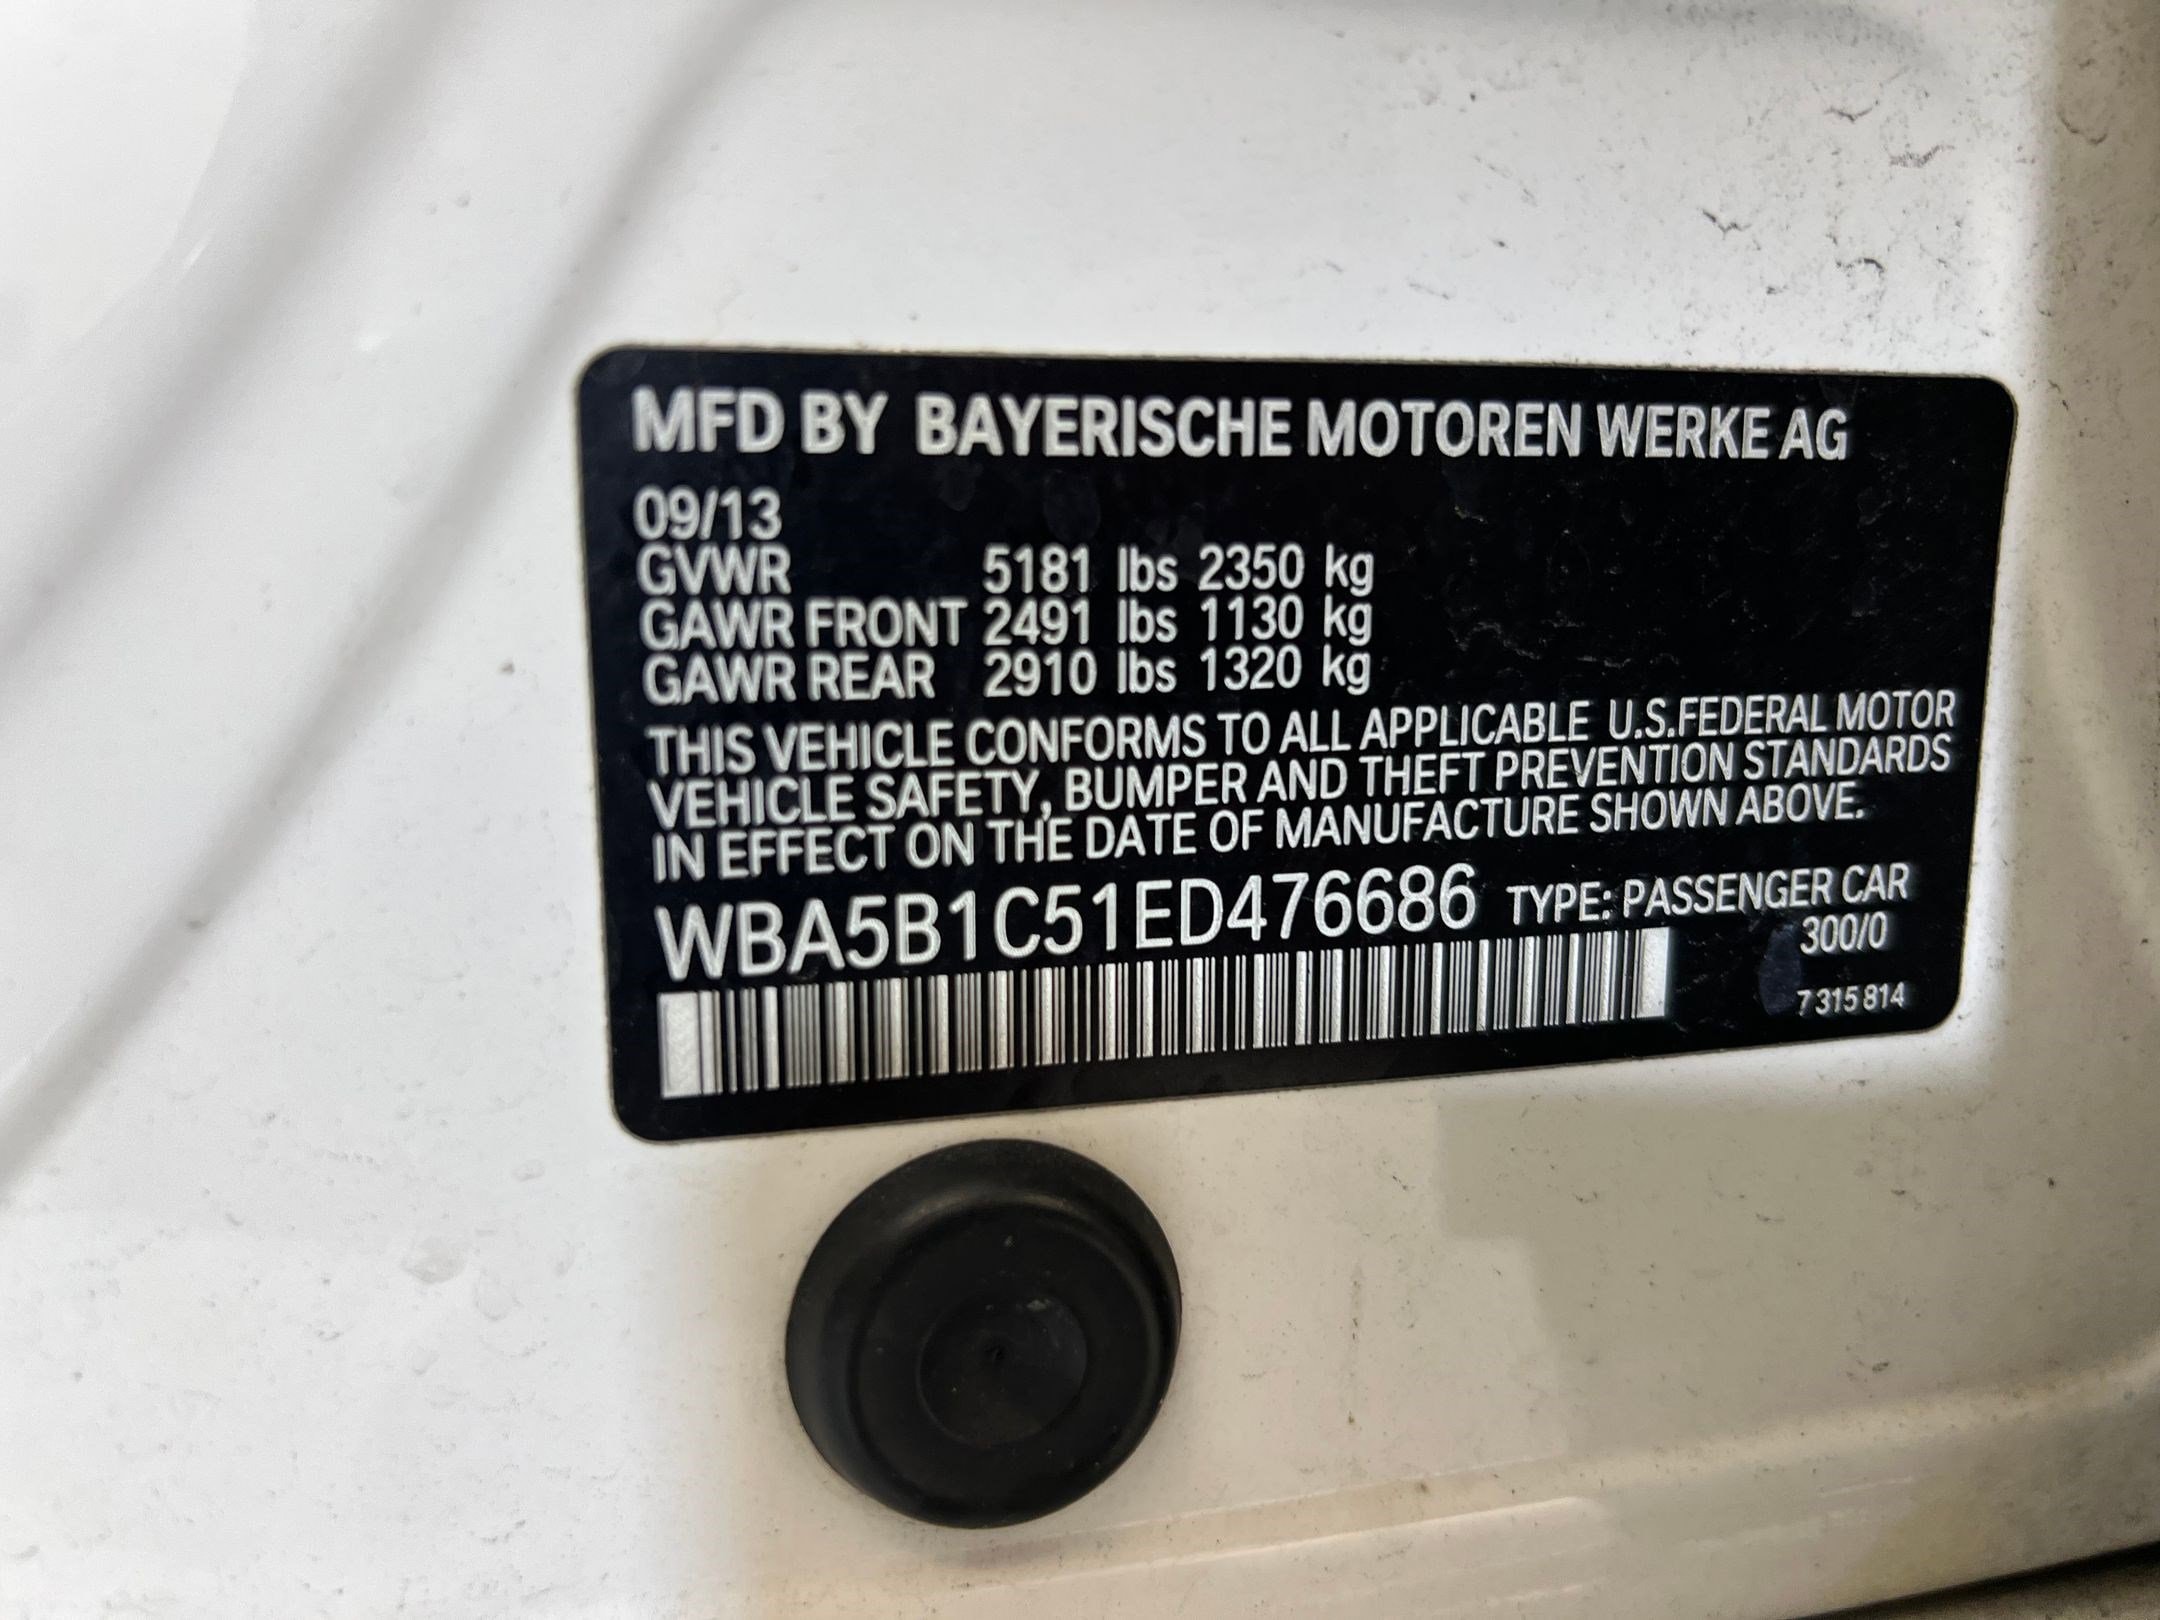 MFD BY BAYERISCHE MOTOREN WERKE AG
09/13
GVWR 5181 lbs 2350 kg
GAWR FRONT 2491 lbs 1130 kg
GAWR REAR 2910 lbs 1320 kg
THIS VEHICLE CONFORMS TO ALL APPLICABLE U.S.FEDERAL MOTOR
VEHICLE SAFETY, BUMPER AND THEFT PREVENTION STANDARDS
IN EFFECT ON THE DATE OF MANUFACTURE SHOWN ABOVE.
WBA5B1C51ED476686 TYPE: PASSENGER CAR
300/0
7 315 814